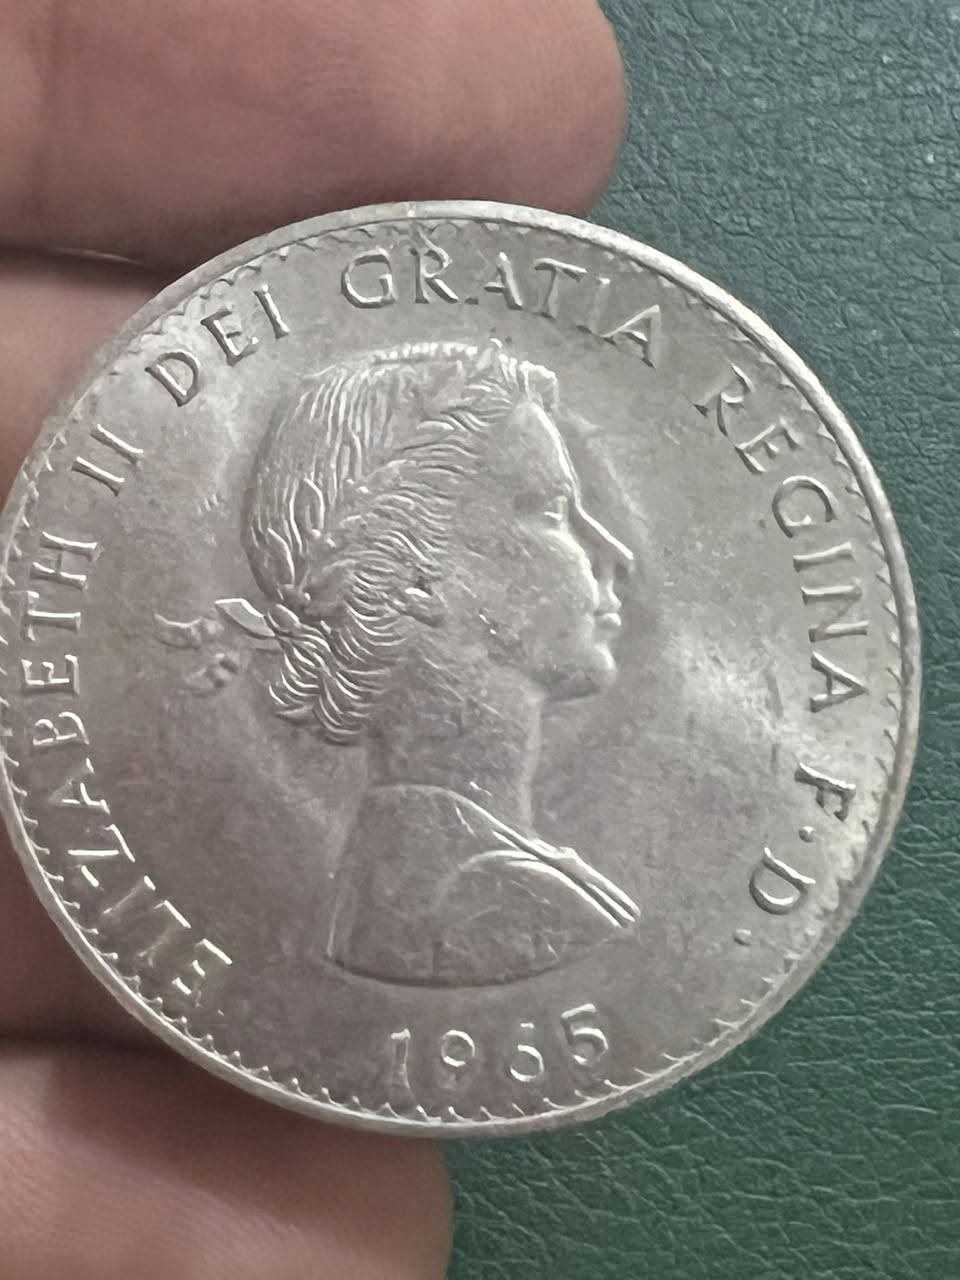 ELIZABETH II DEI GRATIA REGINA F.D.
1965